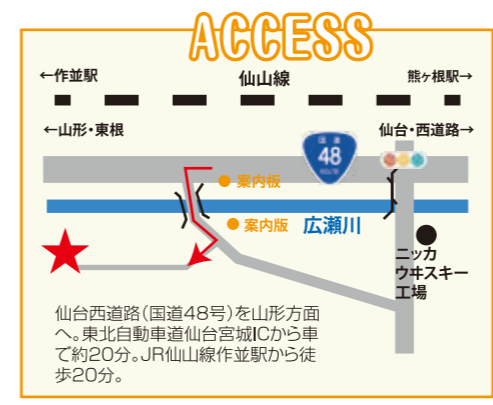 ACCESS
←作並駅 仙山線 熊ヶ根駅→
←山形・東根 仙台・西道路→
国道
48
ROUTE
案内板
案内版 広瀬川
ニッカ
ウヰスキー
工場
仙台西道路(国道48号)を山形方面
へ。東北自動車道仙台宮城ICから車
で約20分。JR仙山線作並駅から徒
歩20分。